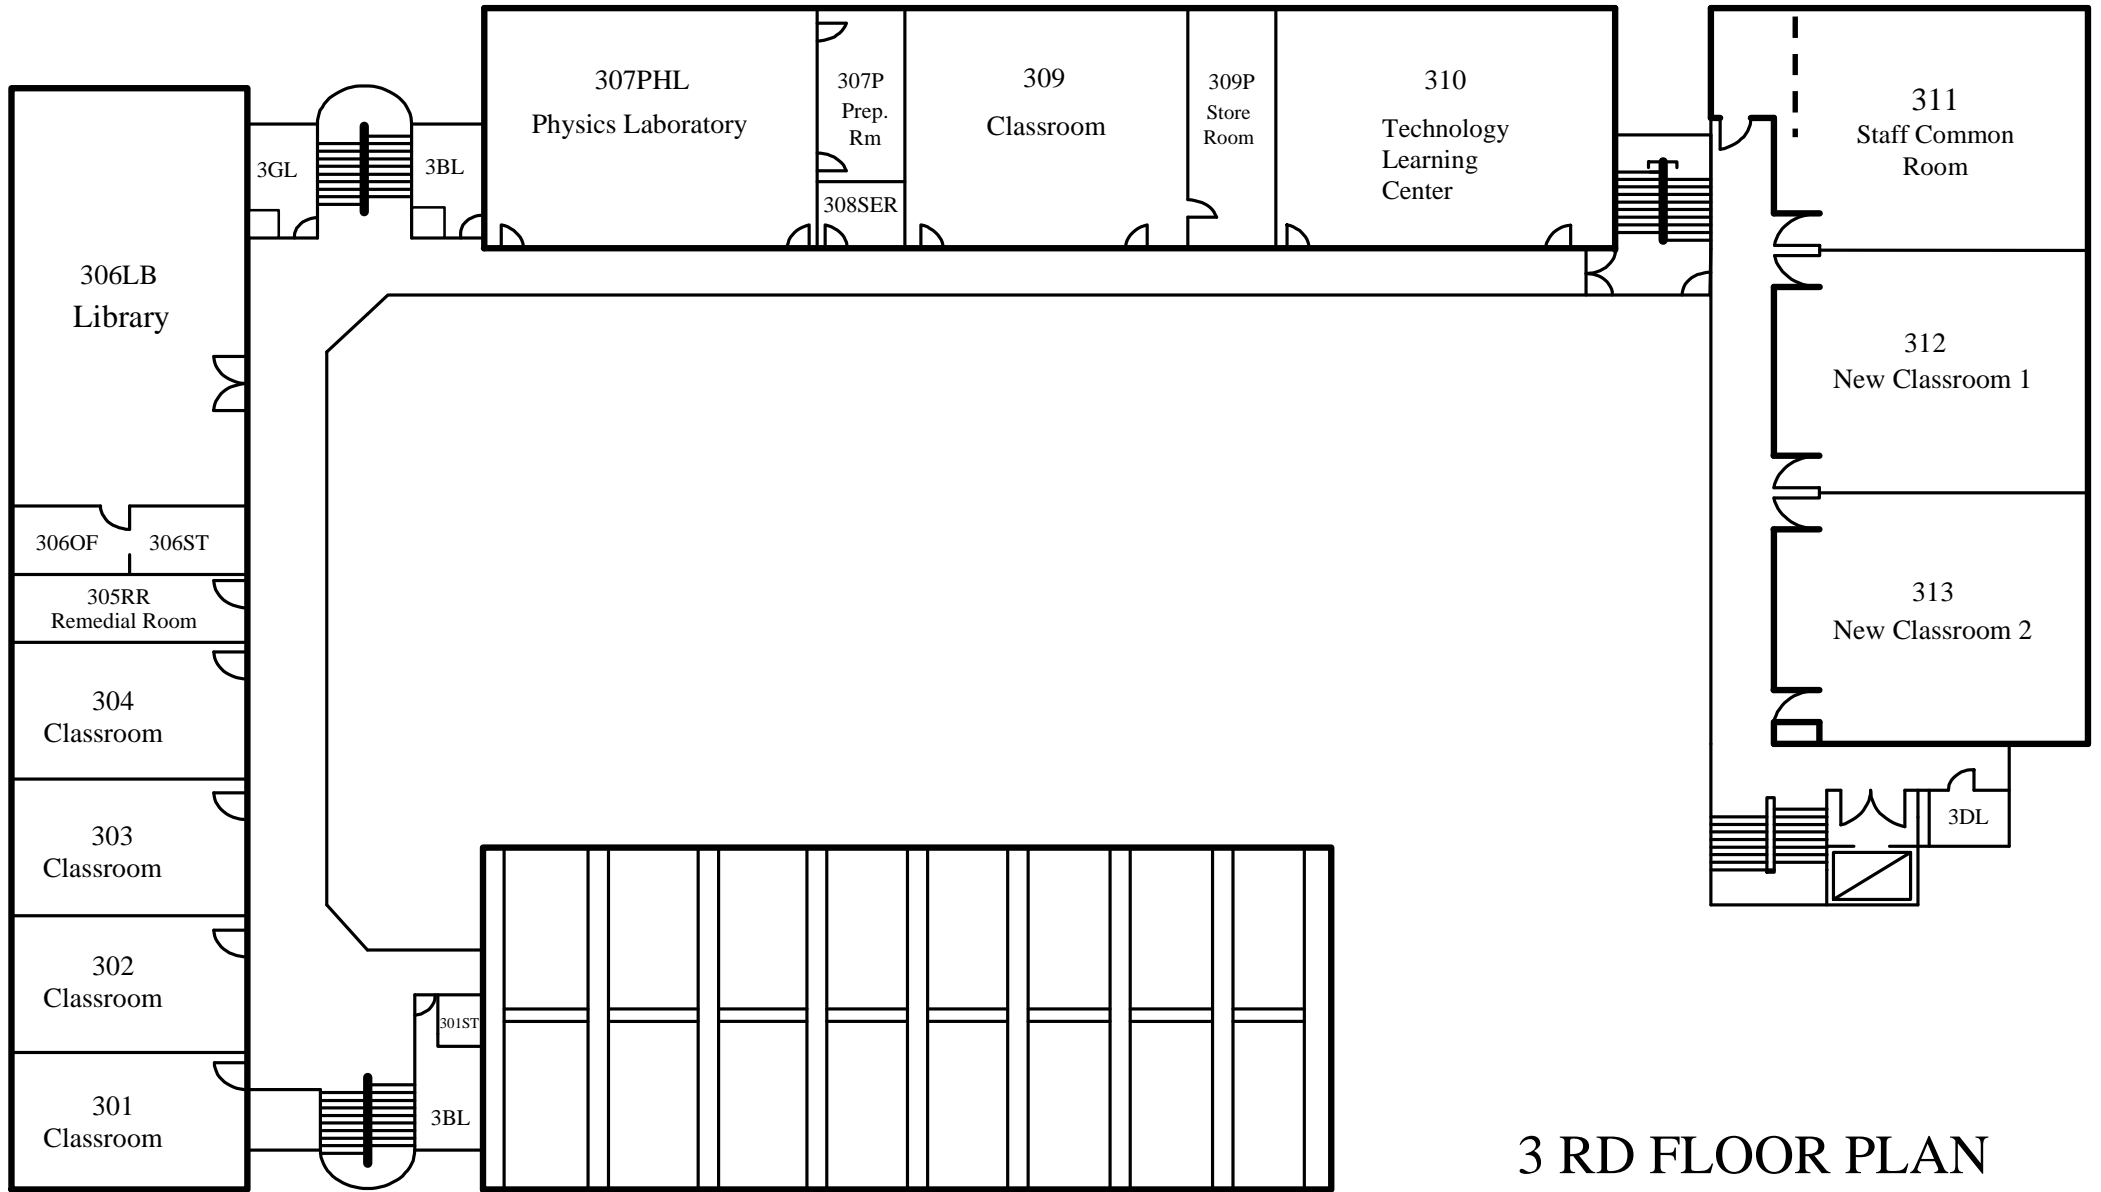 307PHL
Physics Laboratory
307P
Prep.
Rm
308SER
309
Classroom
309P
Store
Room
310
Technology
Learning
Center
311
Staff Common
Room
3GL
3BL
306LB
Library
312
New Classroom 1
306OF
306ST
305RR
Remedial Room
313
New Classroom 2
304
Classroom
303
Classroom
3DL
302
Classroom
301ST
301
Classroom
3BL
3 RD FLOOR PLAN